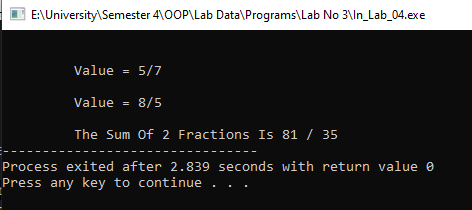 E:\University\Semester 4\OOP\Lab Data\Programs\Lab No 3\In_Lab_04.exe
Value = 5/7
Value = 8/5
The Sum Of 2 Fractions Is 81 / 35
--------------------------------
Process exited after 2.839 seconds with return value 0
Press any key to continue . . .